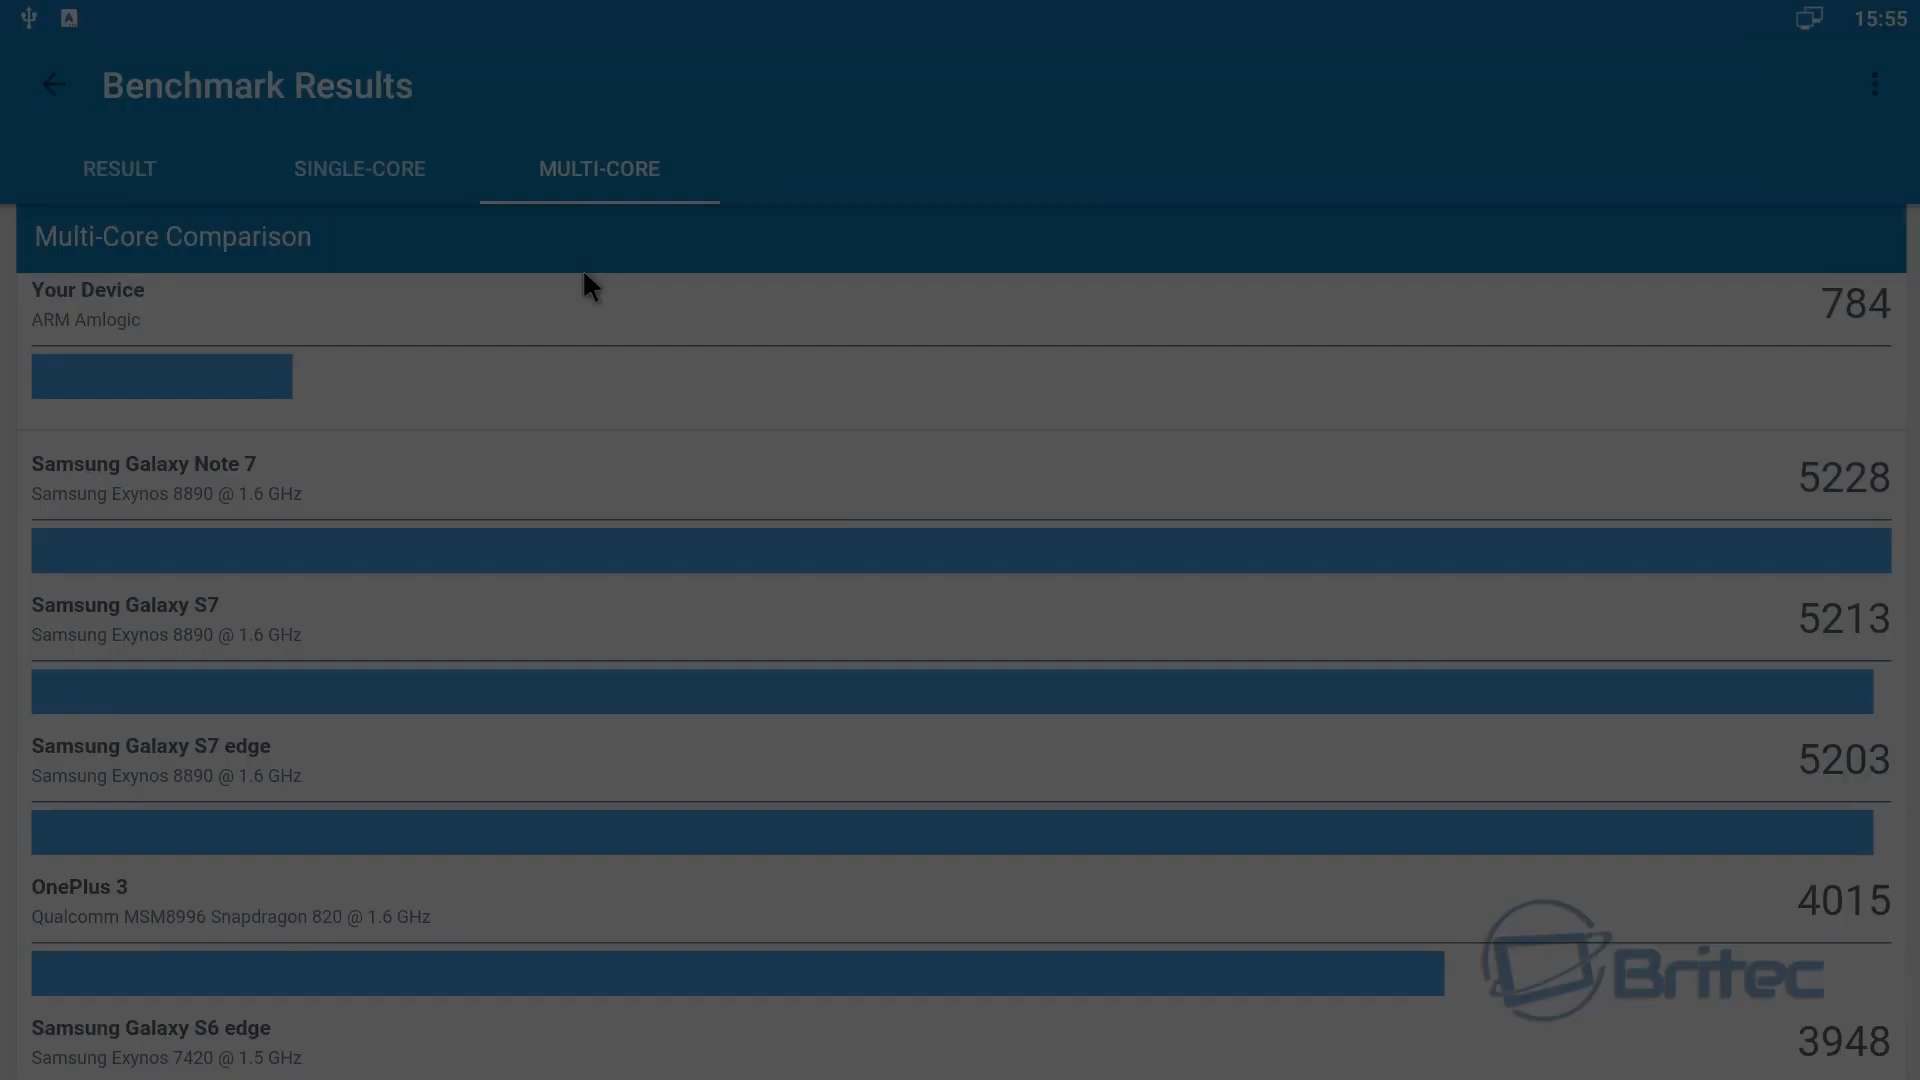 15:55
Benchmark Results
RESULT SINGLE-CORE MULTI-CORE
Multi-Core Comparison
Your Device
ARM Amlogic
784
Samsung Galaxy Note 7
Samsung Exynos 8890 @ 1.6 GHz
5228
Samsung Galaxy S7
Samsung Exynos 8890 @ 1.6 GHz
5213
Samsung Galaxy S7 edge
Samsung Exynos 8890 @ 1.6 GHz
5203
OnePlus 3
Qualcomm MSM8996 Snapdragon 820 @ 1.6 GHz
4015
Britec
Samsung Galaxy S6 edge
Samsung Exynos 7420 @ 1.5 GHz
3948